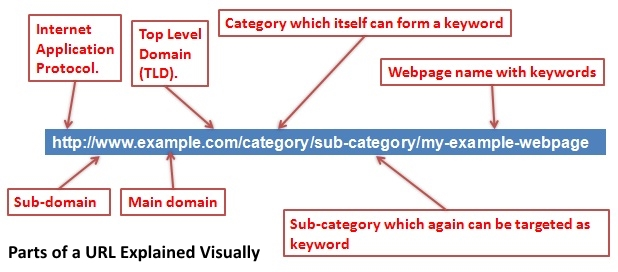 Internet
Application
Protocol.
Top Level
Domain
(TLD).
Category which itself can form a keyword
Webpage name with keywords
http://www.example.com/category/sub-category/my-example-webpage
Sub-domain
Main domain
Sub-category which again can be targeted as
keyword
Parts of a URL Explained Visually